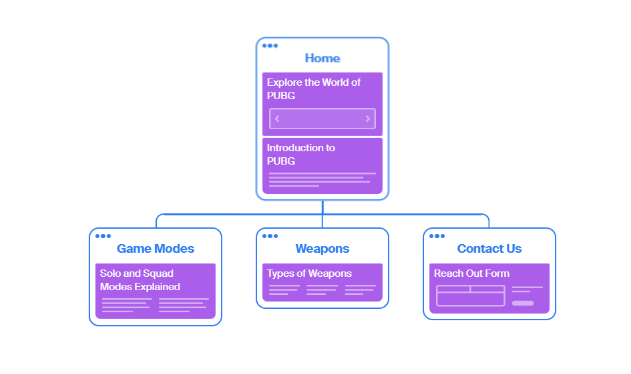 Home
Explore the World of
PUBG
Introduction to
PUBG
Game Modes
Solo and Squad
Modes Explained
Weapons
Types of Weapons
Contact Us
Reach Out Form